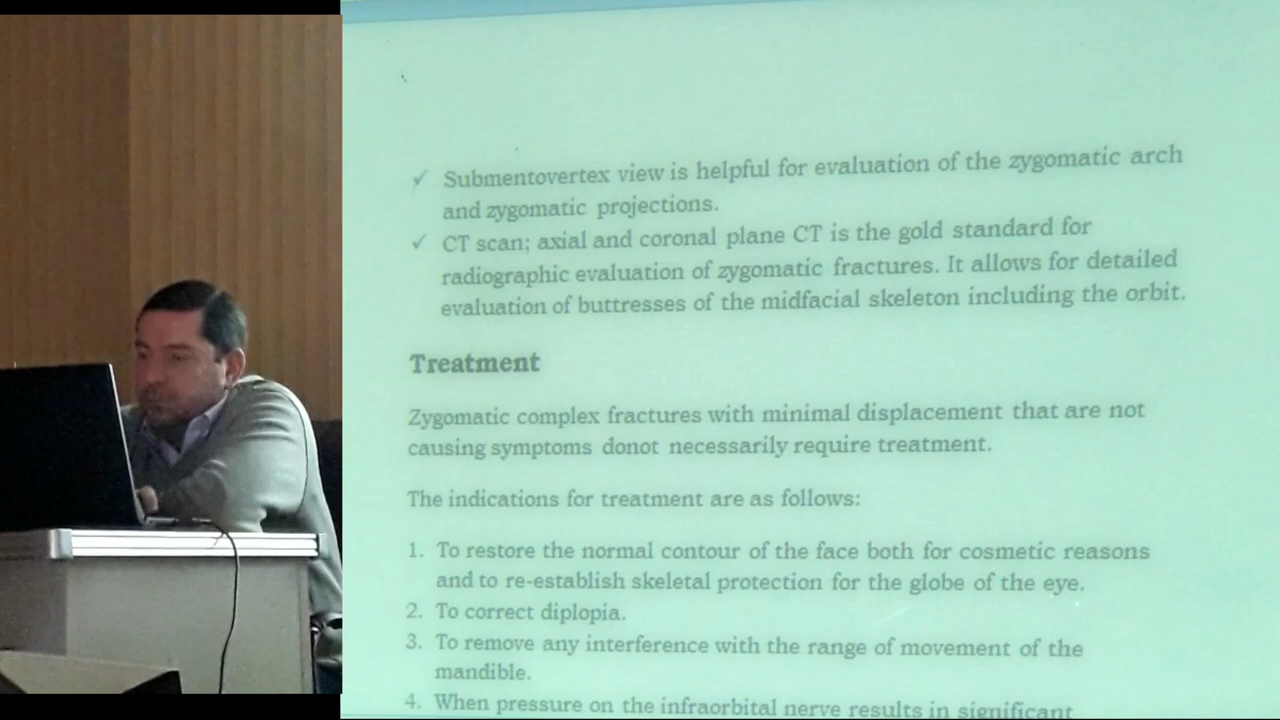 ✓ Submentovertex view is helpful for evaluation of the zygomatic arch
and zygomatic projections.
✓ CT scan; axial and coronal plane CT is the gold standard for
radiographic evaluation of zygomatic fractures. It allows for detailed
evaluation of buttresses of the midfacial skeleton including the orbit.
Treatment
Zygomatic complex fractures with minimal displacement that are not
causing symptoms donot necessarily require treatment.
The indications for treatment are as follows:
1. To restore the normal contour of the face both for cosmetic reasons
and to re-establish skeletal protection for the globe of the eye.
2. To correct diplopia.
3. To remove any interference with the range of movement of the
mandible.
4. When pressure on the infraorbital nerve results in significant